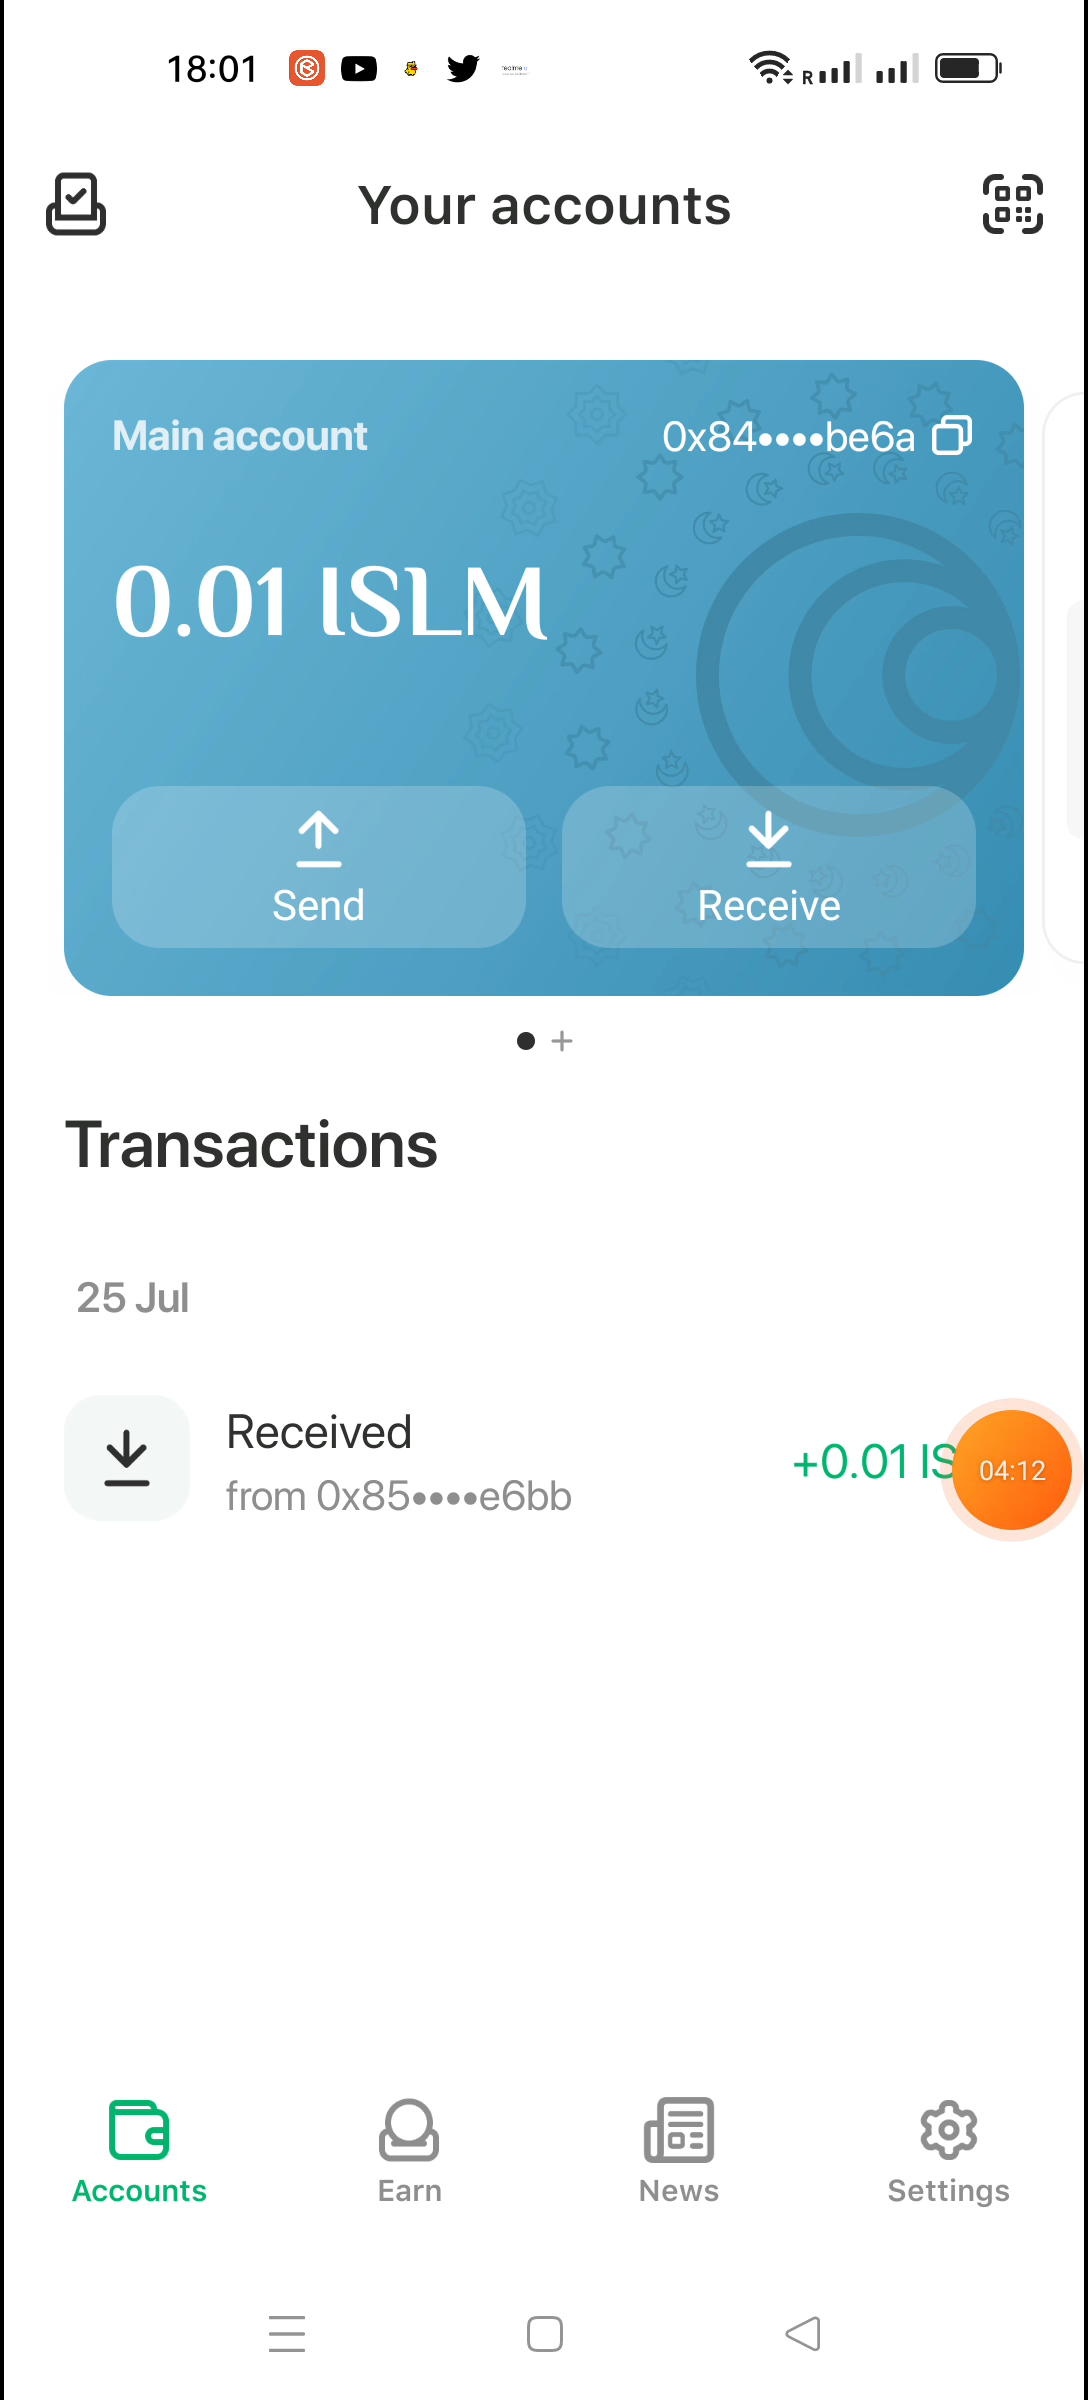 18:01
R
Your accounts
Main account
0x84••••be6a
0.01 ISLM
Send
Receive
Transactions
25 Jul
Received
from 0x85••••e6bb
+0.01 IS
04:12
Accounts
Earn
News
Settings